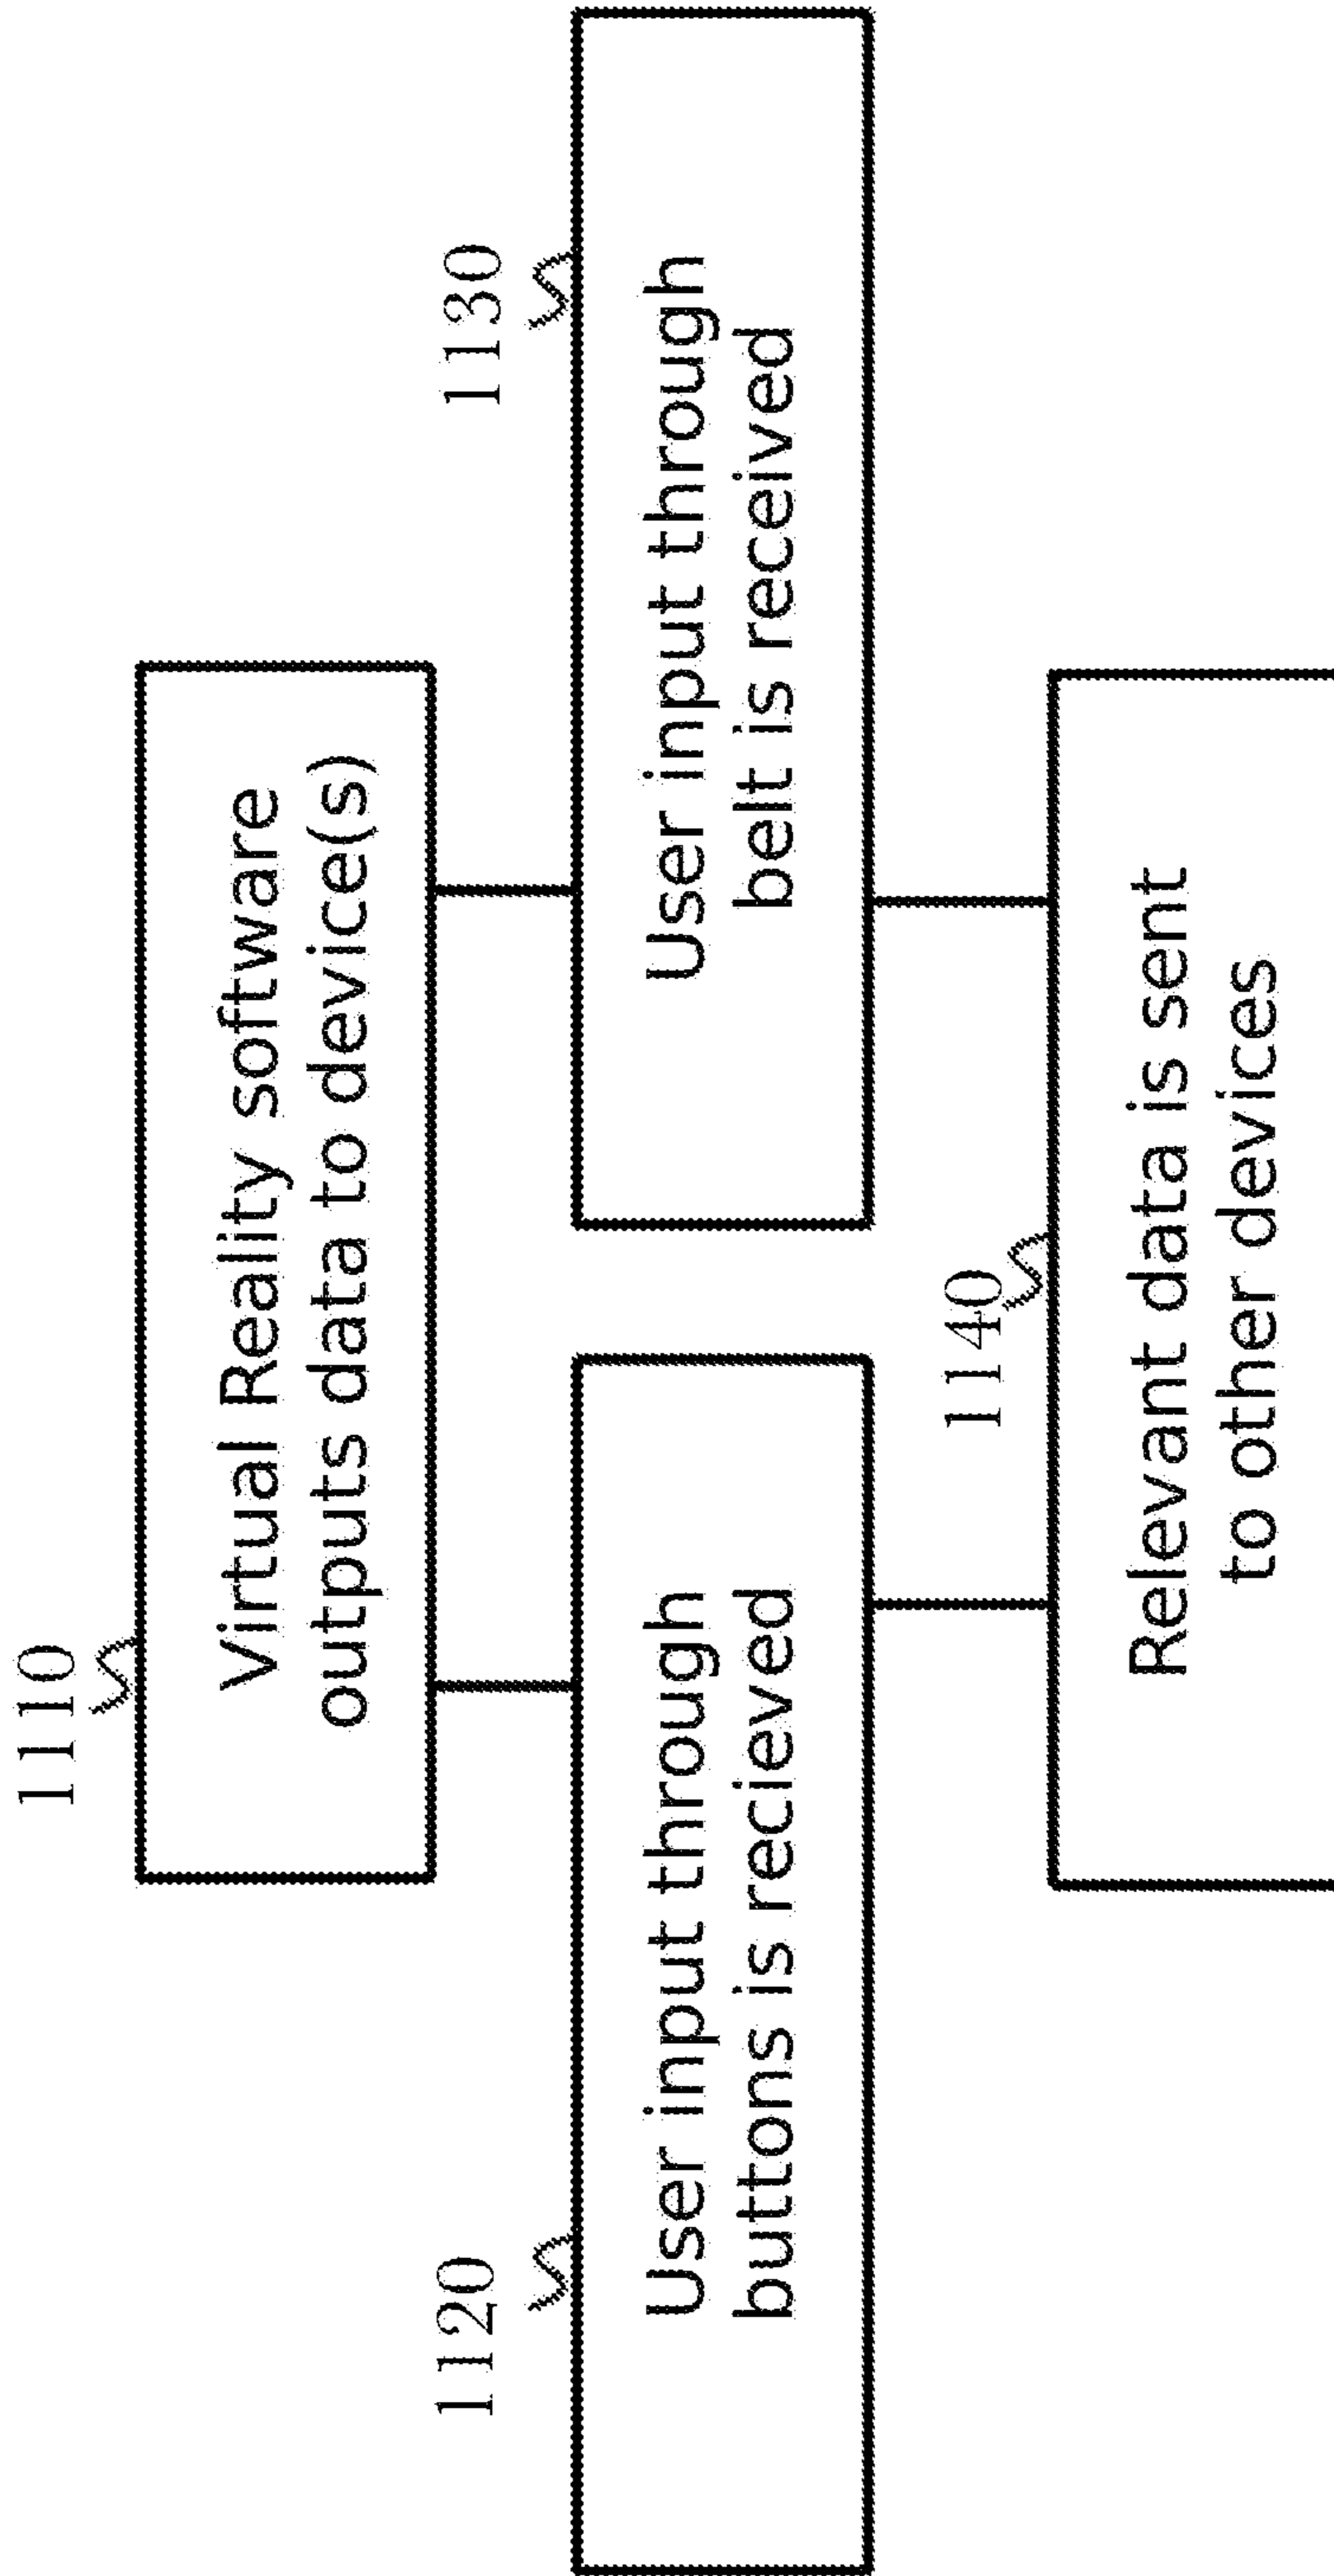 1110
Virtual Reality software
outputs data to device(s)
1120
User input through
buttons is recieved
1130
User input through
belt is received
1140
Relevant data is sent
to other devices